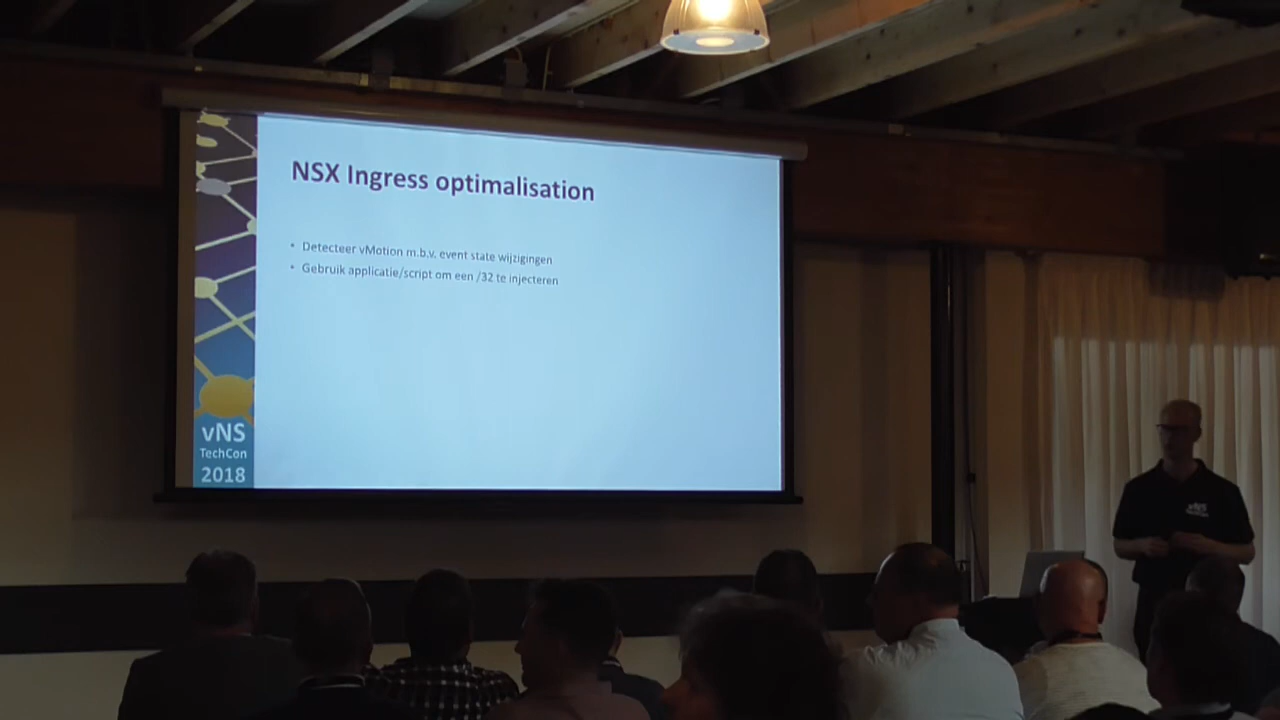 NSX Ingress optimalisation
• Detecteer vMotion m.b.v. event state wijzigingen
• Gebruik applicatie/script om een /32 te injecteren
vNS
TechCon
2018
vNS